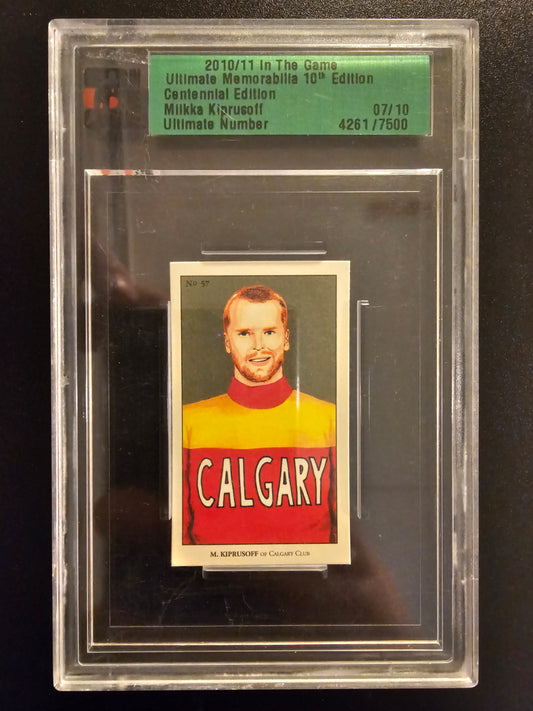 2010/11 In The Game
Ultimate Memorabilia 10th Edition
Centennial Edition
Miikka Kiprusoff 07/10
Ultimate Number 4261/7500
No 57
CALGARY
M. KIPRUSOFF OF CALGARY CLUB